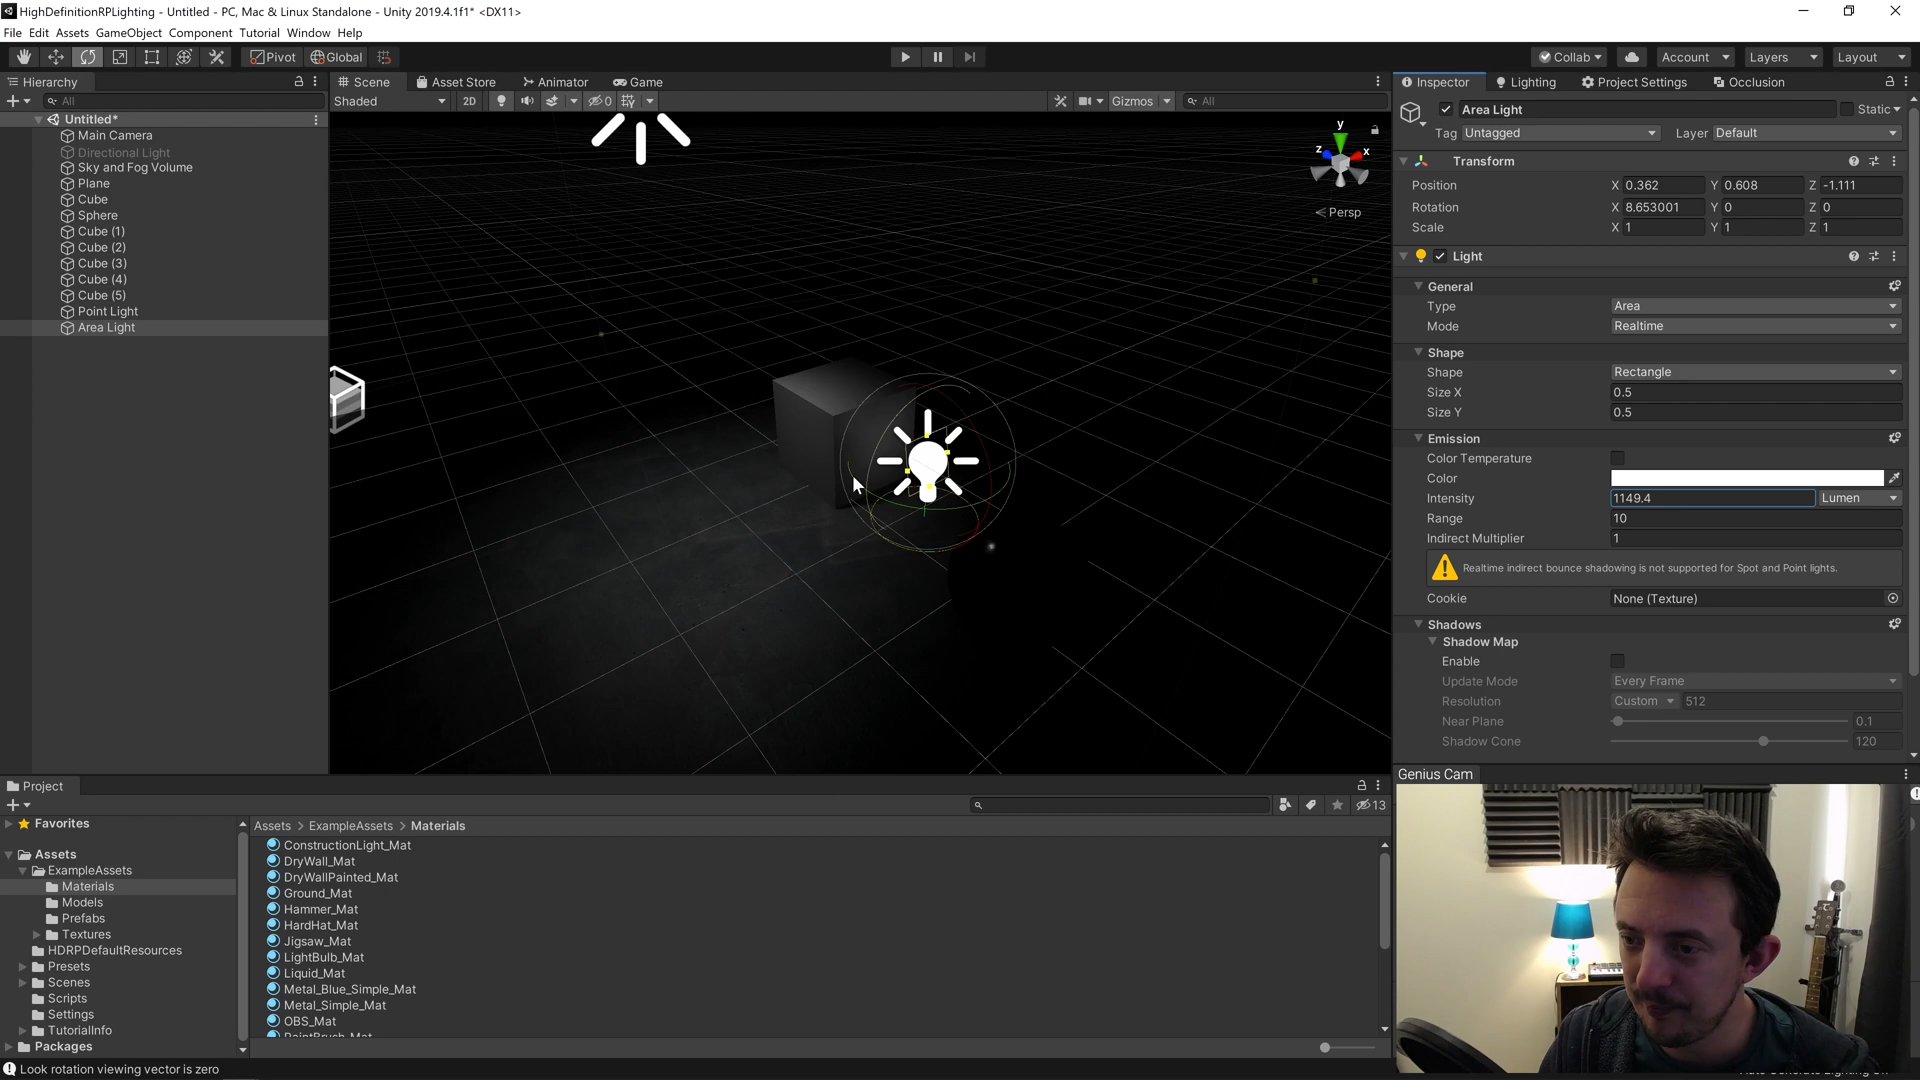 HighDefinitionRPLighting - Untitled - PC, Mac & Linux Standalone - Unity 2019.4.1f1* <DX11>
File Edit Assets GameObject Component Tutorial Window Help
Pivot Global Collab Account Layers Layout
Hierarchy
All
Untitled*
Main Camera
Directional Light
Sky and Fog Volume
Plane
Cube
Sphere
Cube (1)
Cube (2)
Cube (3)
Cube (4)
Cube (5)
Point Light
Area Light
Scene Asset Store Animator Game
Shaded 2D 0 Gizmos All
y
z x
Persp
Inspector Lighting Project Settings Occlusion
Area Light Static
Tag Untagged Layer Default
Transform
Position X 0.362 Y 0.608 Z -1.111
Rotation X 8.653001 Y 0 Z 0
Scale X 1 Y 1 Z 1
Light
General
Type Area
Mode Realtime
Shape
Shape Rectangle
Size X 0.5
Size Y 0.5
Emission
Color Temperature
Color
Intensity 1149.4 Lumen
Range 10
Indirect Multiplier 1
Realtime indirect bounce shadowing is not supported for Spot and Point lights.
Cookie None (Texture)
Shadows
Shadow Map
Enable
Update Mode Every Frame
Resolution Custom 512
Near Plane 0.1
Shadow Cone 120
Genius Cam
Project
13
Favorites
Assets
ExampleAssets
Materials
Models
Prefabs
Textures
HDRPDefaultResources
Presets
Scenes
Scripts
Settings
TutorialInfo
Packages
Assets > ExampleAssets > Materials
ConstructionLight_Mat
DryWall_Mat
DryWallPainted_Mat
Ground_Mat
Hammer_Mat
HardHat_Mat
Jigsaw_Mat
LightBulb_Mat
Liquid_Mat
Metal_Blue_Simple_Mat
Metal_Simple_Mat
OBS_Mat
PaintBrush_Mat
Look rotation viewing vector is zero